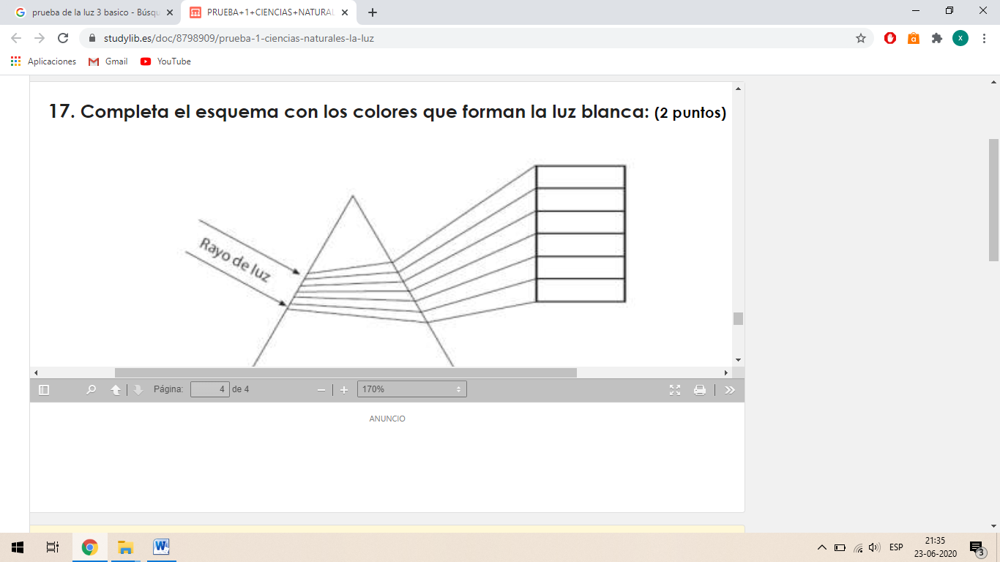 prueba de la luz 3 basico - Búsqu
PRUEBA+1+CIENCIAS+NATURAL
studylib.es/doc/8798909/prueba-1-ciencias-naturales-la-luz
x
Aplicaciones
Gmail
YouTube
17. Completa el esquema con los colores que forman la luz blanca: (2 puntos)
Rayo de luz
Página: 4 de 4
170%
ANUNCIO
ESP
21:35
23-06-2020
3